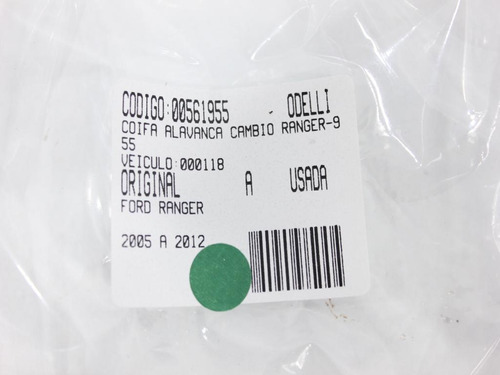 CODIGO:00561955 - ODELLI
COIFA ALAVANCA CAMBIO RANGER-9
55
VEICULO:000118
ORIGINAL A USADA
FORD RANGER
2005 A 2012